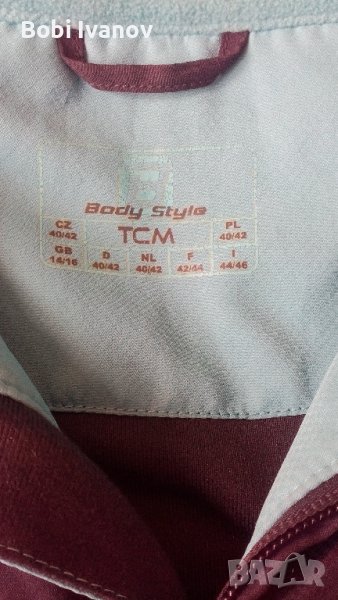 Bobi Ivanov
Body Style
TCM
CZ 40/42
PL 40/42
GB 14/16
D 40/42
NL 40/42
F 42/44
I 44/46
BAZAR